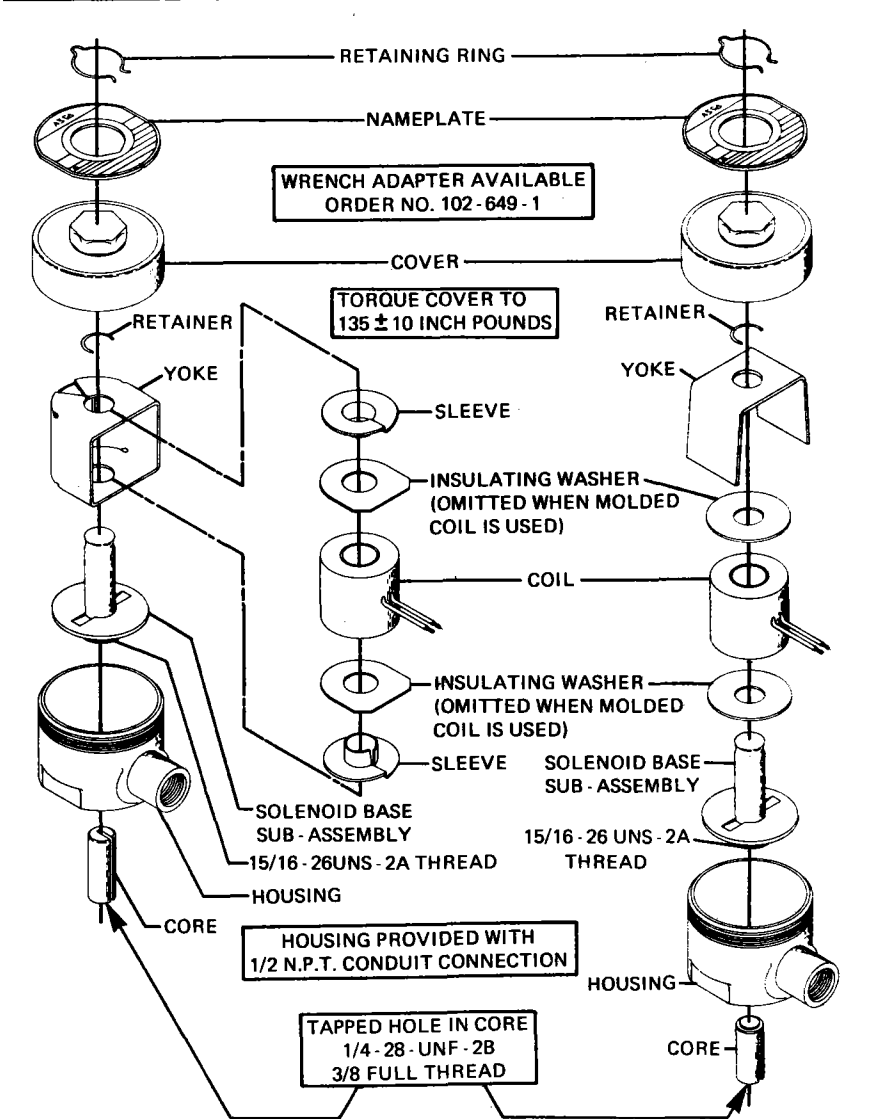 RETAINING RING
NAMEPLATE
WRENCH ADAPTER AVAILABLE
ORDER NO. 102-649-1
COVER
TORQUE COVER TO
135 ± 10 INCH POUNDS
RETAINER
RETAINER
YOKE
YOKE
SLEEVE
INSULATING WASHER
(OMITTED WHEN MOLDED
COIL IS USED)
COIL
INSULATING WASHER
(OMITTED WHEN MOLDED
COIL IS USED)
SLEEVE
SOLENOID BASE
SUB-ASSEMBLY
SOLENOID BASE
SUB-ASSEMBLY
15/16-26UNS-2A THREAD
15/16-26 UNS-2A
THREAD
HOUSING
CORE
HOUSING PROVIDED WITH
1/2 N.P.T. CONDUIT CONNECTION
HOUSING
TAPPED HOLE IN CORE
1/4-28-UNF-2B
3/8 FULL THREAD
CORE